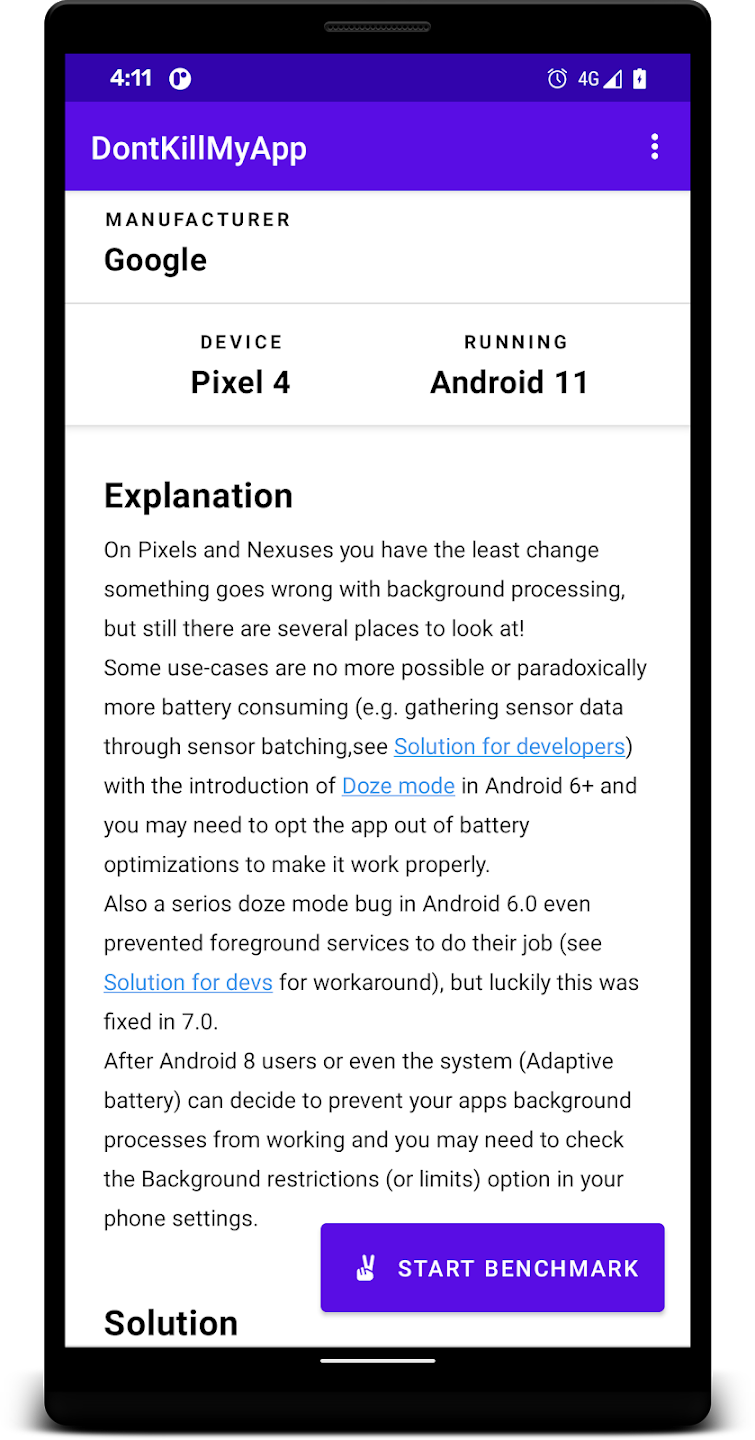 4:11
4G
DontKillMyApp
MANUFACTURER
Google
DEVICE
RUNNING
Pixel 4
Android 11
Explanation
On Pixels and Nexuses you have the least change
something goes wrong with background processing,
but still there are several places to look at!
Some use-cases are no more possible or paradoxically
more battery consuming (e.g. gathering sensor data
through sensor batching,see Solution for developers)
with the introduction of Doze mode in Android 6+ and
you may need to opt the app out of battery
optimizations to make it work properly.
Also a serios doze mode bug in Android 6.0 even
prevented foreground services to do their job (see
Solution for devs for workaround), but luckily this was
fixed in 7.0.
After Android 8 users or even the system (Adaptive
battery) can decide to prevent your apps background
processes from working and you may need to check
the Background restrictions (or limits) option in your
phone settings.
START BENCHMARK
Solution